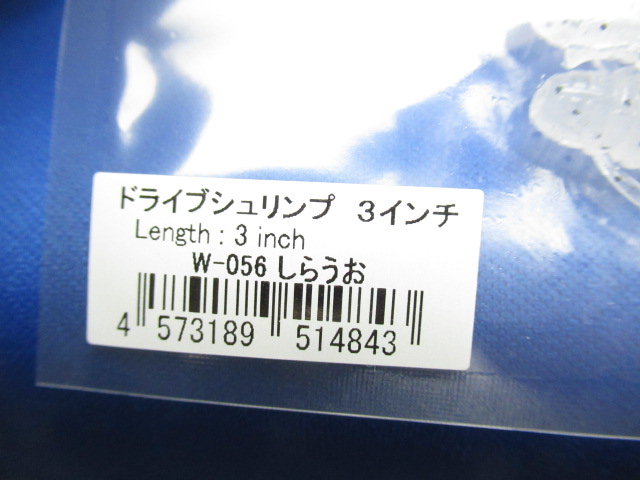 ドライブシュリンプ 3インチ
Length : 3 inch
W-056 しらうお
4 573189 514843